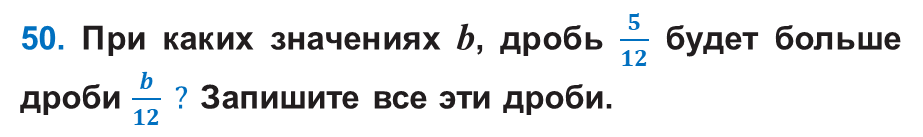 50. При каких значениях b, дробь 5/12 будет больше
дроби b/12 ? Запишите все эти дроби.